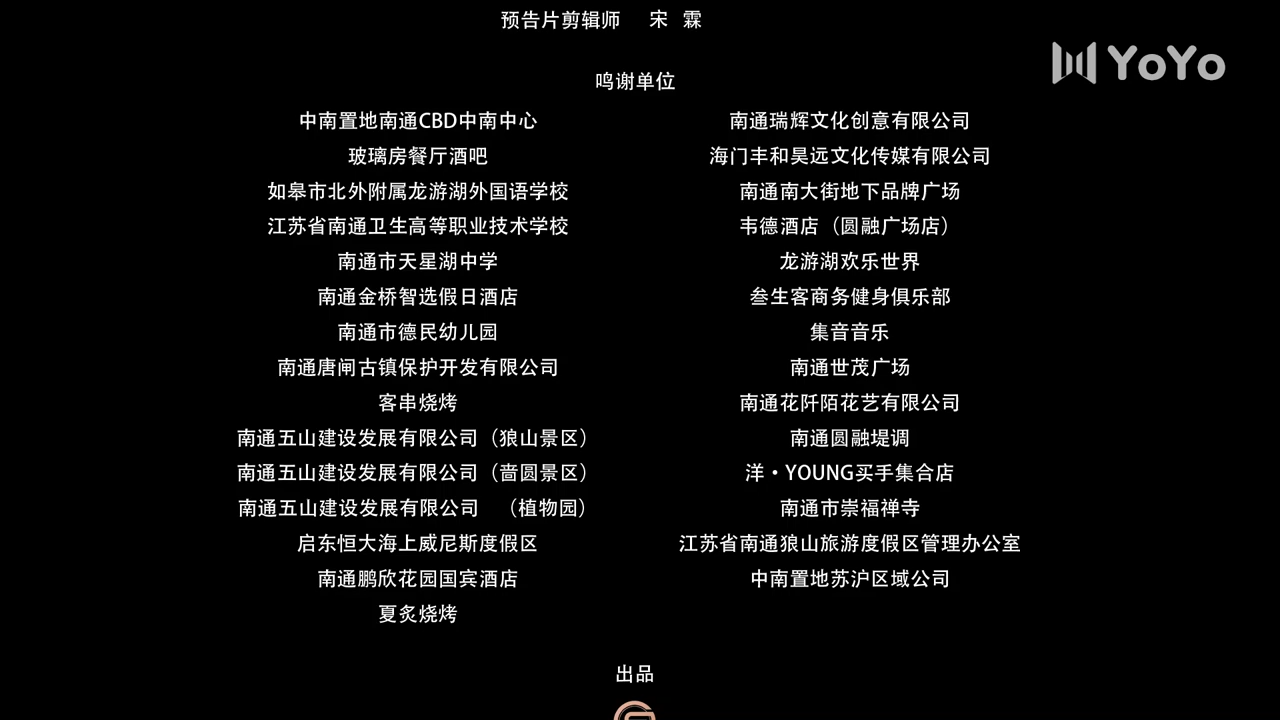 预告片剪辑师 宋 霖
YoYo
鸣谢单位
中南置地南通CBD中南中心
南通瑞辉文化创意有限公司
玻璃房餐厅酒吧
海门丰和昊远文化传媒有限公司
如皋市北外附属龙游湖外国语学校
南通南大街地下品牌广场
江苏省南通卫生高等职业技术学校
韦德酒店（圆融广场店）
南通市天星湖中学
龙游湖欢乐世界
南通金桥智选假日酒店
叁生客商务健身俱乐部
南通市德民幼儿园
集音音乐
南通唐闸古镇保护开发有限公司
南通世茂广场
客串烧烤
南通花阡陌花艺有限公司
南通五山建设发展有限公司（狼山景区）
南通圆融堤调
南通五山建设发展有限公司（啬圆景区）
洋·YOUNG买手集合店
南通五山建设发展有限公司 （植物园）
南通市崇福禅寺
启东恒大海上威尼斯度假区
江苏省南通狼山旅游度假区管理办公室
南通鹏欣花园国宾酒店
中南置地苏沪区域公司
夏炙烧烤
出品